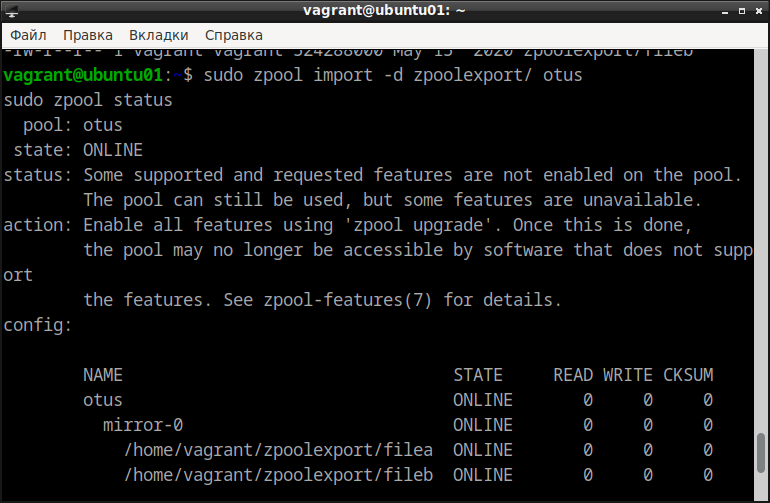 vagrant@ubuntu01: ~
Файл Правка Вкладки Справка
-rw-r--r-- 1 vagrant vagrant 524288000 May 15  2020 zpoolexport/fileb
vagrant@ubuntu01:~$ sudo zpool import -d zpoolexport/ otus
sudo zpool status
  pool: otus
 state: ONLINE
status: Some supported and requested features are not enabled on the pool.
        The pool can still be used, but some features are unavailable.
action: Enable all features using 'zpool upgrade'. Once this is done,
        the pool may no longer be accessible by software that does not supp
ort
        the features. See zpool-features(7) for details.
config:
        NAME                                 STATE     READ WRITE CKSUM
        otus                                 ONLINE       0     0     0
          mirror-0                           ONLINE       0     0     0
            /home/vagrant/zpoolexport/filea  ONLINE       0     0     0
            /home/vagrant/zpoolexport/fileb  ONLINE       0     0     0